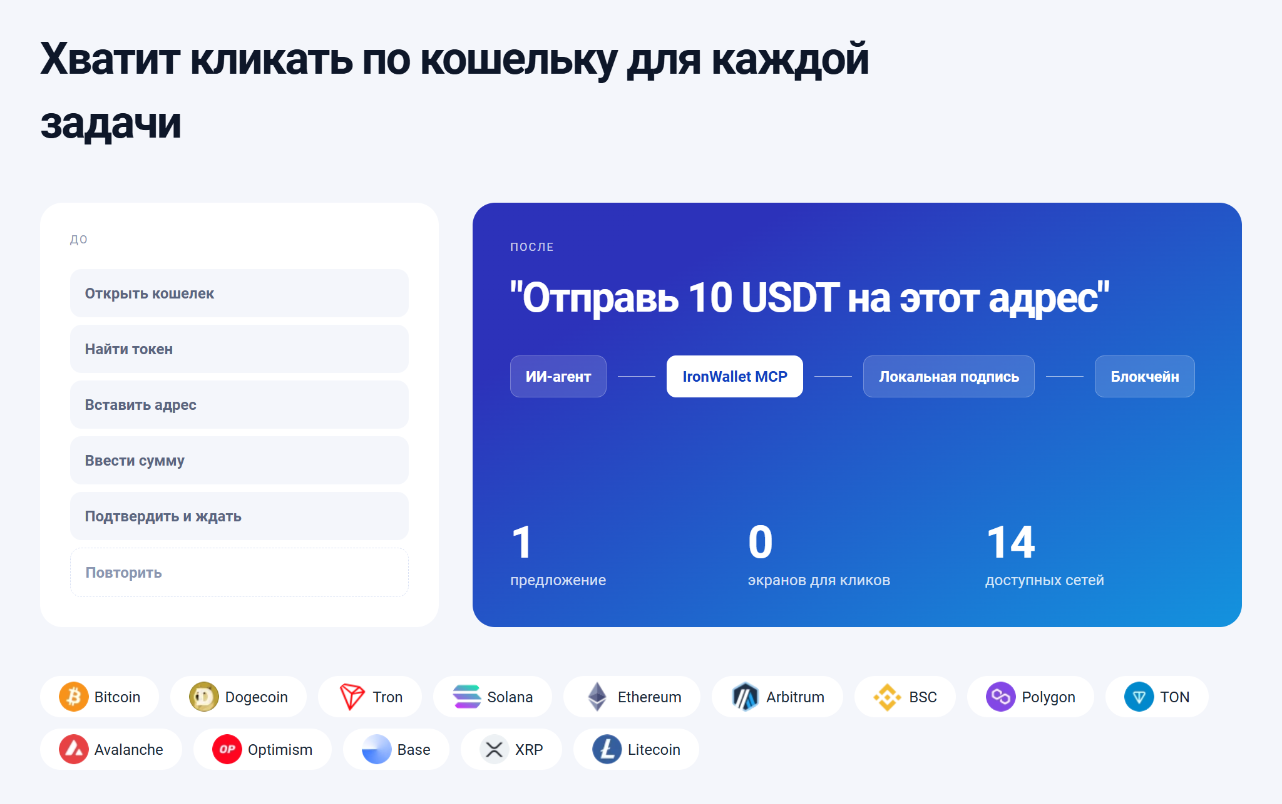 Хватит кликать по кошельку для каждой
задачи
ДО
Открыть кошелек
Найти токен
Вставить адрес
Ввести сумму
Подтвердить и ждать
Повторить
ПОСЛЕ
"Отправь 10 USDT на этот адрес"
ИИ-агент
IronWallet MCP
Локальная подпись
Блокчейн
1
предложение
0
экранов для кликов
14
доступных сетей
Bitcoin
Dogecoin
Tron
Solana
Ethereum
Arbitrum
BSC
Polygon
TON
Avalanche
OP
Optimism
Base
XRP
Litecoin